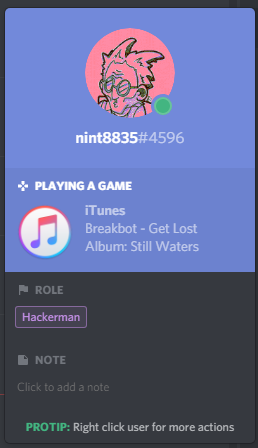 nint8835#4596
PLAYING A GAME
iTunes
Breakbot - Get Lost
Album: Still Waters
ROLE
Hackerman
NOTE
Click to add a note
PROTIP: Right click user for more actions